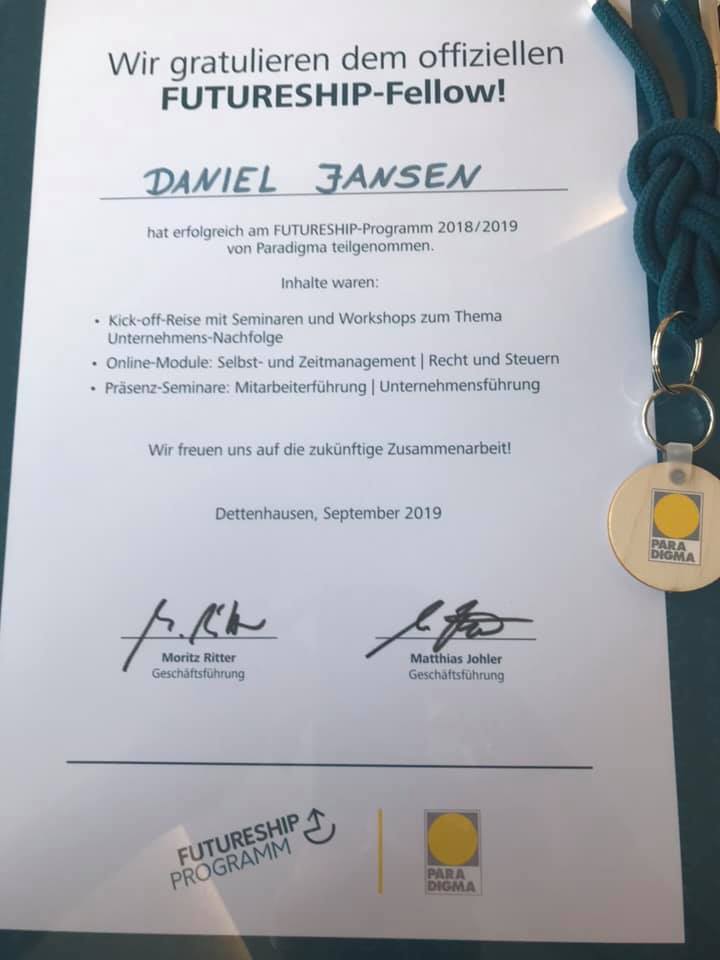 Wir gratulieren dem offiziellen
FUTURESHIP-Fellow!
DANIEL JANSEN
hat erfolgreich am FUTURESHIP-Programm 2018/2019
von Paradigma teilgenommen.
Inhalte waren:
• Kick-off-Reise mit Seminaren und Workshops zum Thema
Unternehmens-Nachfolge
• Online-Module: Selbst- und Zeitmanagement | Recht und Steuern
• Präsenz-Seminare: Mitarbeiterführung | Unternehmensführung
Wir freuen uns auf die zukünftige Zusammenarbeit!
Dettenhausen, September 2019
PARA
DIGMA
M. Ritter
Moritz Ritter
Geschäftsführung
Matthias Johler
Geschäftsführung
FUTURESHIP
PROGRAMM
PARA
DIGMA